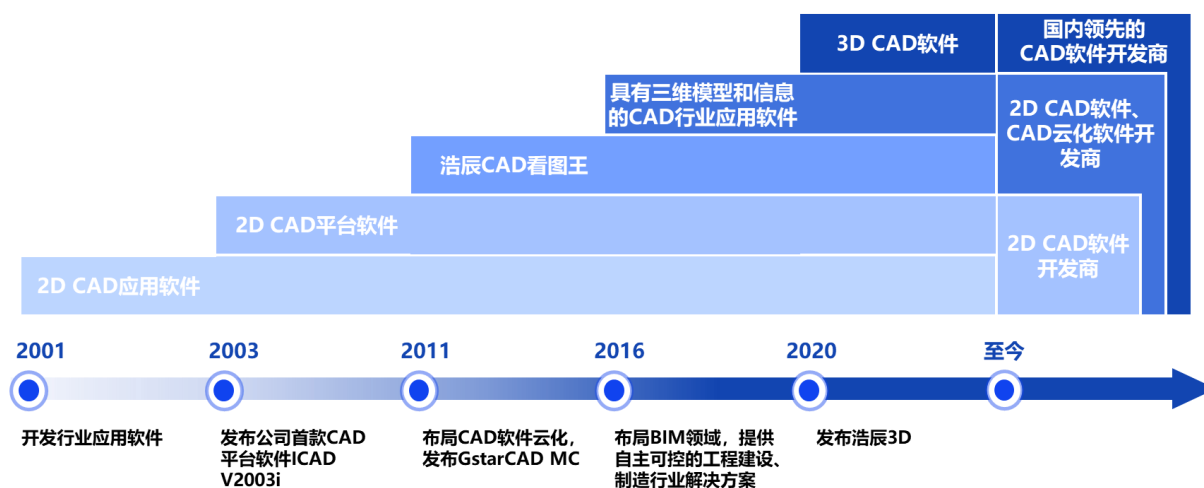 3D CAD软件
国内领先的
CAD软件开发商
具有三维模型和信息
的CAD行业应用软件
2D CAD软件、
CAD云化软件开
发商
浩辰CAD看图王
2D CAD平台软件
2D CAD软件
开发商
2D CAD应用软件
2001
2003
2011
2016
2020
至今
开发行业应用软件
发布公司首款CAD
平台软件ICAD
V2003i
布局CAD软件云化，
发布GstarCAD MC
布局BIM领域，提供
自主可控的工程建设、
制造行业解决方案
发布浩辰3D